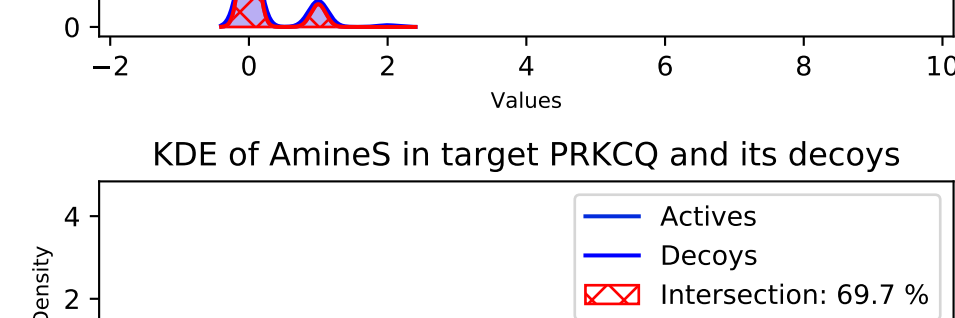 0
−2 0 2 4 6 8 10
Values
KDE of AmineS in target PRKCQ and its decoys
4
2
Density
Actives
Decoys
Intersection: 69.7 %